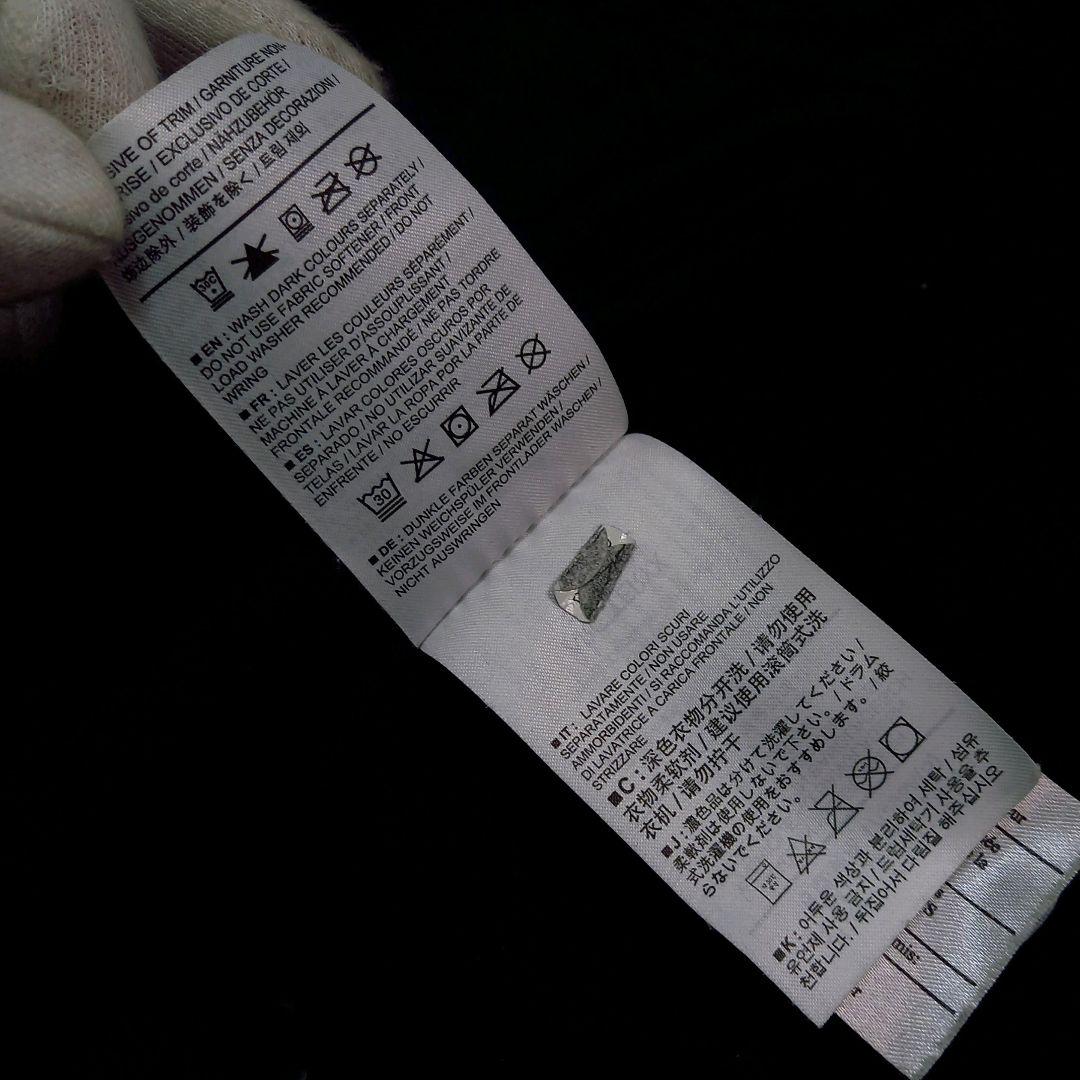 SIVE OF TRIM / GARNITURE NON-
RISE / EXCLUSIVO DE CORTE /
sivo de corte / NÄHZUBEHÖR
AUSGENOMMEN / SENZA DECORAZIONI /
除外 / 装飾を除く / 트림 제외
■ EN : WASH DARK COLOURS SEPARATELY /
DO NOT USE FABRIC SOFTENER / FRONT
LOAD WASHER RECOMMENDED / DO NOT
WRING
■ FR : LAVER LES COULEURS SÉPARÉMENT /
NE PAS UTILISER D'ASSOUPLISSANT /
MACHINE À LAVER À CHARGEMENT
FRONTALE RECOMMANDE / NE PAS TORDRE
■ ES : LAVAR COLORES OSCUROS POR
SEPARADO / NO UTILIZAR SUAVIZANTE DE
TELAS / LAVAR LA ROPA POR LA PARTE DE
ENFRENTE / NO ESCURRIR
30
■ DE : DUNKLE FARBEN SEPARAT WÄSCHEN /
KEINEN WEICHSPÜLER VERWENDEN /
VORZUGSWEISE IM FRONTLADER WASCHEN /
NICHT AUSWRINGEN
■ IT : LAVARE COLORI SCURI
SEPARATAMENTE / NON USARE
AMMORBIDENTI / SI RACCOMANDA L'UTILIZZO
DI LAVATRICE A CARICA FRONTALE / NON
STRIZZARE
■ C : 深色衣物分开洗 / 请勿使用
衣物柔软剂 / 建议使用滚筒式洗
衣机 / 请勿拧干
■ J : 濃色品は分けて洗濯してください /
柔軟剤は使用しないで下さい。/ ドラム
式洗濯機の使用をおすすめします。/ 絞
らないでください。
■ K : 어두운 색상과 분리하여 세탁 / 섬유
유연제 사용 금지 / 드럼세탁기 사용을 추
천합니다. / 뒤집어서 다림질 해주십시오